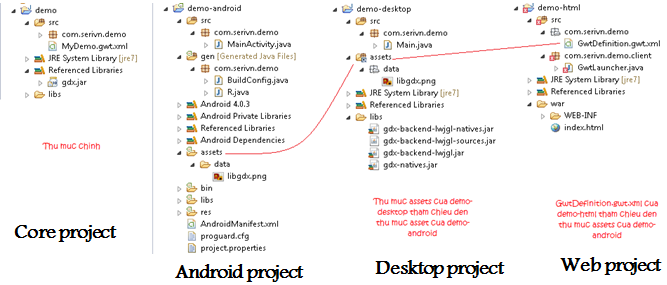 demo
src
com.serivn.demo
MyDemo.gwt.xml
JRE System Library [jre7]
Referenced Libraries
gdx.jar
libs
Thu muc chinh
Core project
demo-android
src
com.serivn.demo
MainActivity.java
gen [Generated Java Files]
com.serivn.demo
BuildConfig.java
R.java
Android 4.0.3
Android Private Libraries
Referenced Libraries
Android Dependencies
assets
data
libgdx.png
bin
libs
res
AndroidManifest.xml
proguard.cfg
project.properties
Android project
demo-desktop
src
com.serivn.demo
Main.java
assets
data
libgdx.png
JRE System Library [jre7]
Referenced Libraries
libs
gdx-backend-lwjgl-natives.jar
gdx-backend-lwjgl-sources.jar
gdx-backend-lwjgl.jar
gdx-natives.jar
Thu muc assets cua demo-
desktop tham chieu den
thu muc asset cua demo-
android
Desktop project
demo-html
src
com.serivn.demo
GwtDefinition.gwt.xml
com.serivn.demo.client
GwtLauncher.java
JRE System Library [jre7]
Referenced Libraries
war
WEB-INF
index.html
GwtDefinition.gwt.xml cua
demo-html tham chieu den
thu muc asset cua demo-
android
Web project